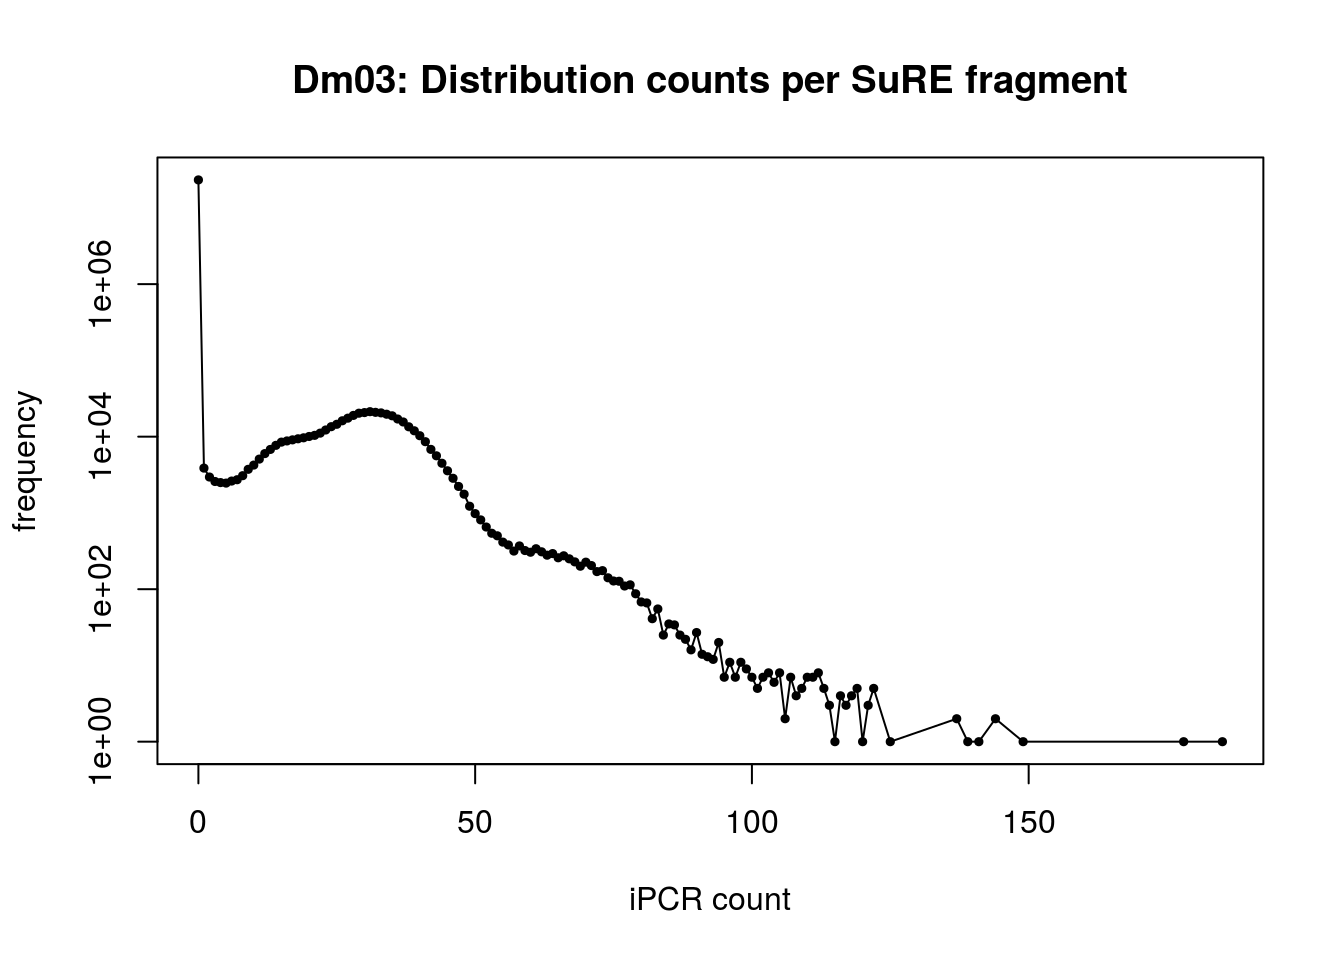 Dm03: Distribution counts per SuRE fragment
frequency
1e+06
1e+04
1e+02
1e+00
0 50 100 150
iPCR count